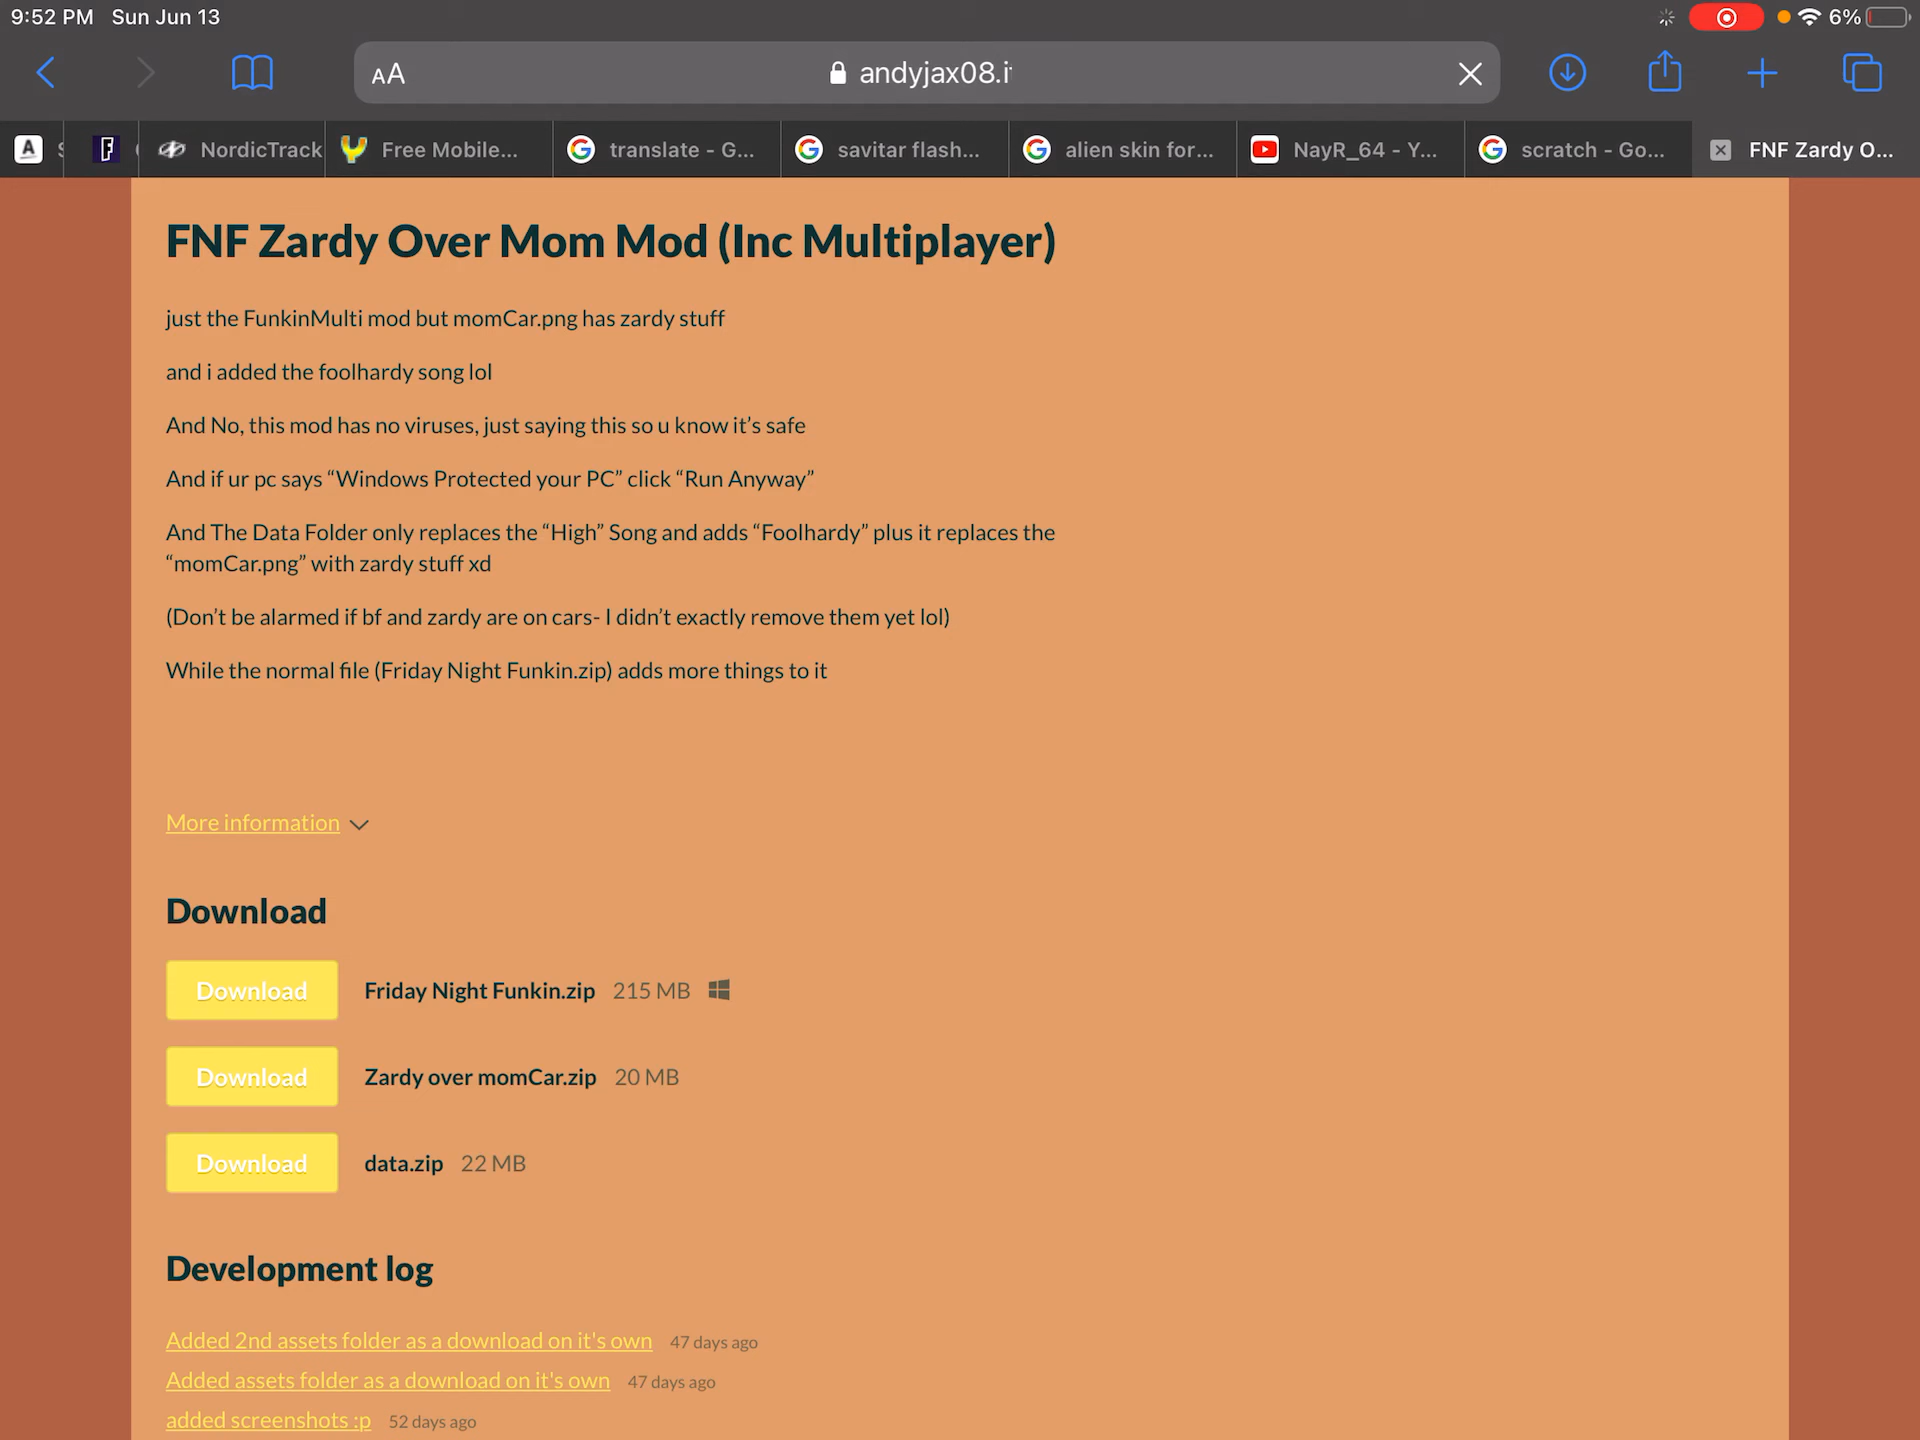 9:52 PM Sun Jun 13
6%
AA
andyjax08.i
NordicTrack
Free Mobile...
translate - G...
savitar flash...
alien skin for...
NayR_64 - Y...
scratch - Go...
FNF Zardy O...
FNF Zardy Over Mom Mod (Inc Multiplayer)
just the FunkinMulti mod but momCar.png has zardy stuff
and i added the foolhardy song lol
And No, this mod has no viruses, just saying this so u know it’s safe
And if ur pc says “Windows Protected your PC” click “Run Anyway”
And The Data Folder only replaces the “High” Song and adds “Foolhardy” plus it replaces the
“momCar.png” with zardy stuff xd
(Don’t be alarmed if bf and zardy are on cars- I didn’t exactly remove them yet lol)
While the normal file (Friday Night Funkin.zip) adds more things to it
More information
Download
Download Friday Night Funkin.zip 215 MB
Download Zardy over momCar.zip 20 MB
Download data.zip 22 MB
Development log
Added 2nd assets folder as a download on it's own 47 days ago
Added assets folder as a download on it's own 47 days ago
added screenshots :p 52 days ago